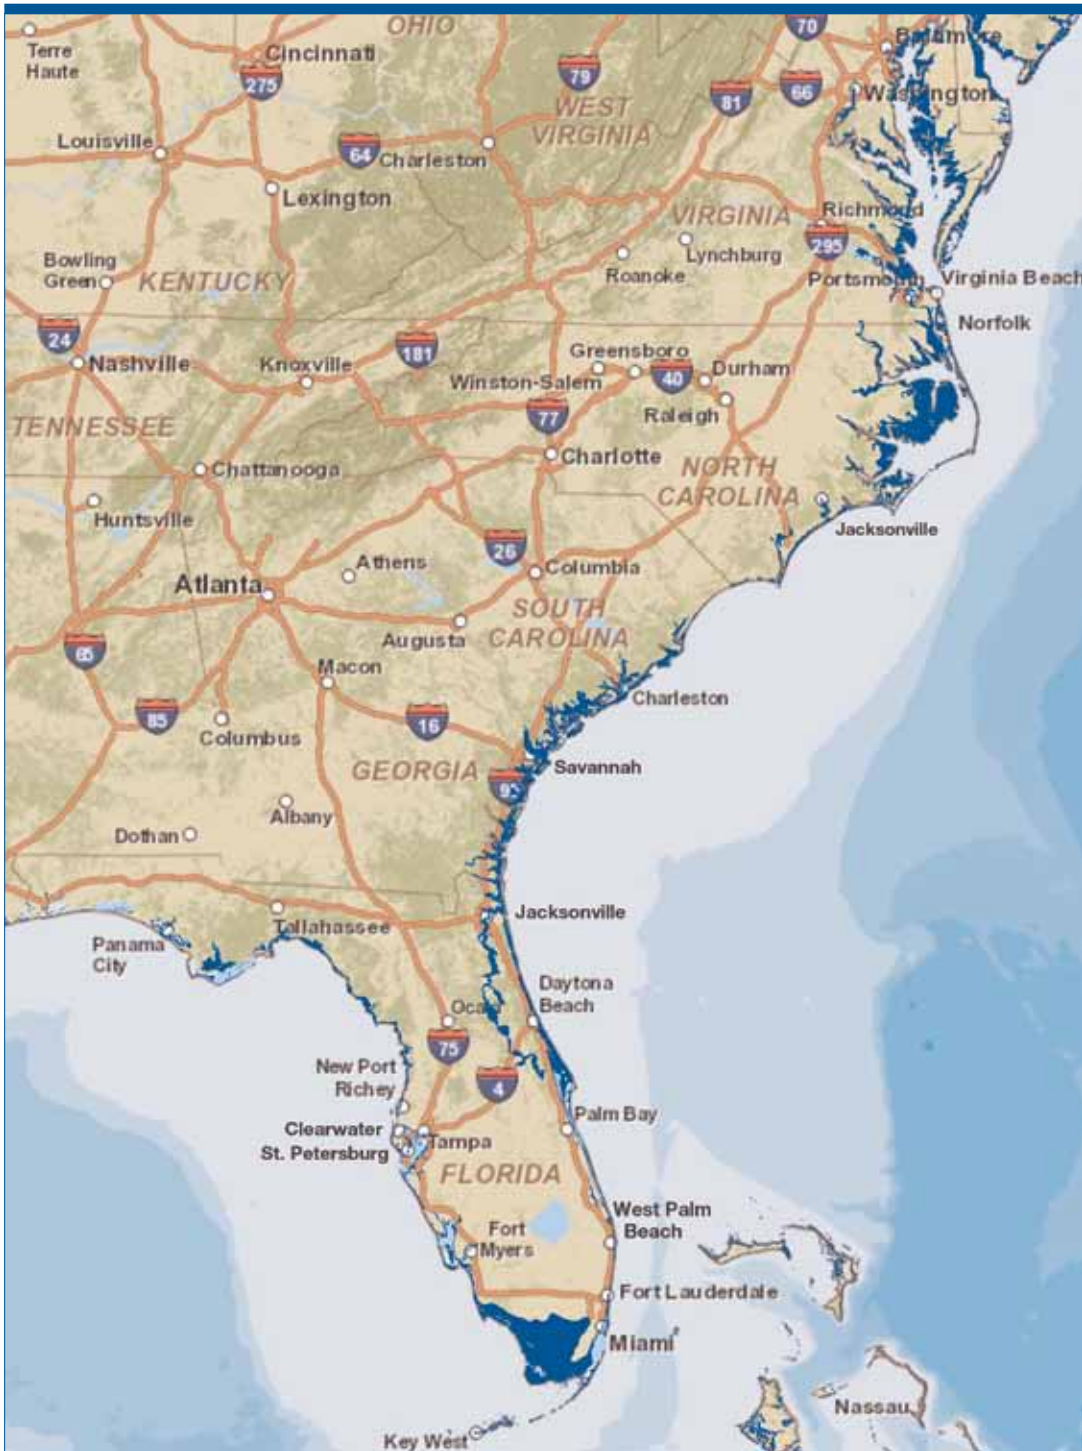 OHIO
70
Terre
Haute
Cincinnati
Baltimore
275
79
81
66
Washington
WEST
VIRGINIA
Louisville
64
Charleston
Lexington
VIRGINIA
Richmond
295
Lynchburg
Roanoke
Bowling
Green
KENTUCKY
Portsmouth
Virginia Beach
Norfolk
24
Nashville
Knoxville
181
Greensboro
Winston-Salem
40
Durham
Raleigh
77
TENNESSEE
Charlotte
Chattanooga
NORTH
CAROLINA
Huntsville
Jacksonville
26
Athens
Columbia
Atlanta
SOUTH
CAROLINA
Augusta
65
Macon
Charleston
85
16
Columbus
Savannah
GEORGIA
Albany
Dothan
Jacksonville
Tallahassee
Panama
City
Daytona
Beach
Ocala
75
New Port
Richey
4
Palm Bay
Clearwater
Tampa
St. Petersburg
FLORIDA
West Palm
Beach
Fort
Myers
Fort Lauderdale
Miami
Nassau
Key West